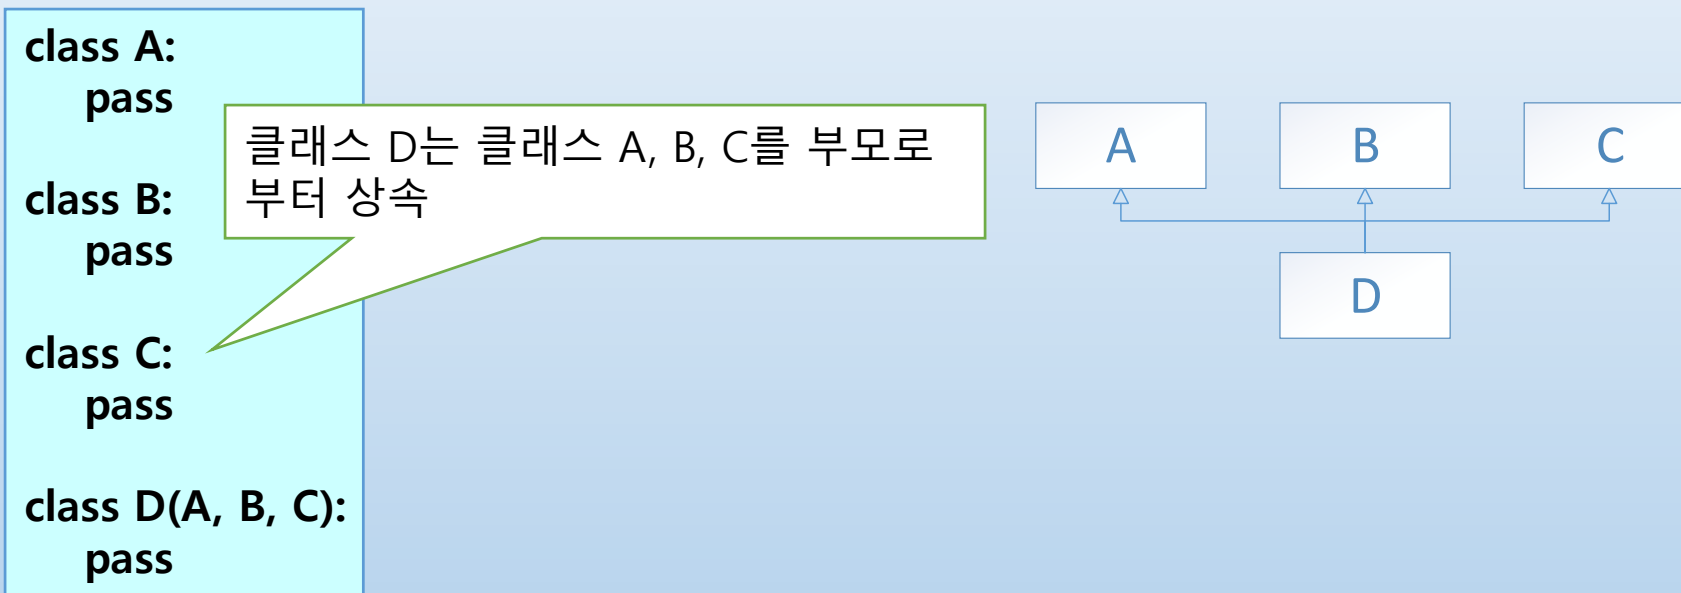 class A:
pass
class B:
pass
class C:
pass
class D(A, B, C):
pass
클래스 D는 클래스 A, B, C를 부모로
부터 상속
A B C
D